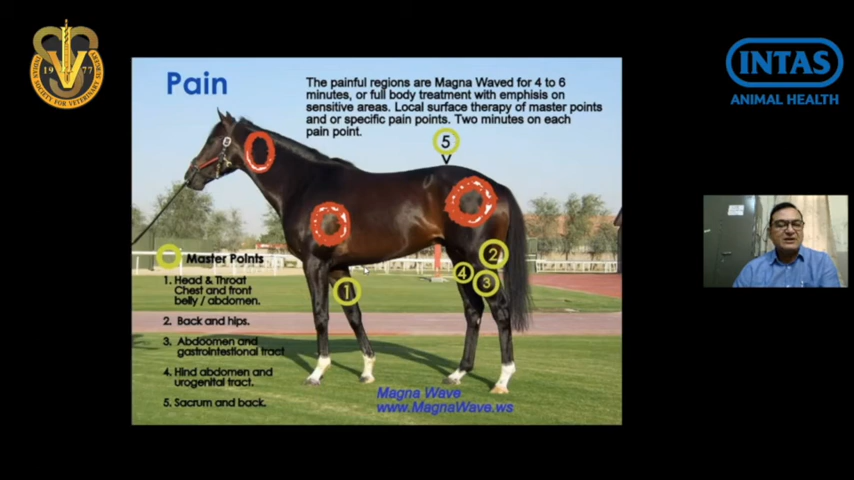 INDIAN SOCIETY FOR VETERINARY
1977
Pain
The painful regions are Magna Waved for 4 to 6
minutes, or full body treatment with emphisis on
sensitive areas. Local surface therapy of master points
and or specific pain points. Two minutes on each
pain point.
5
2
4
3
1
Master Points
1. Head & Throat
Chest and front
belly / abdomen.
2. Back and hips.
3. Abdoomen and
gastrointestional tract
4. Hind abdomen and
urogenital tract.
5. Sacrum and back.
Magna Wave
www.MagnaWave.ws
INTAS
ANIMAL HEALTH